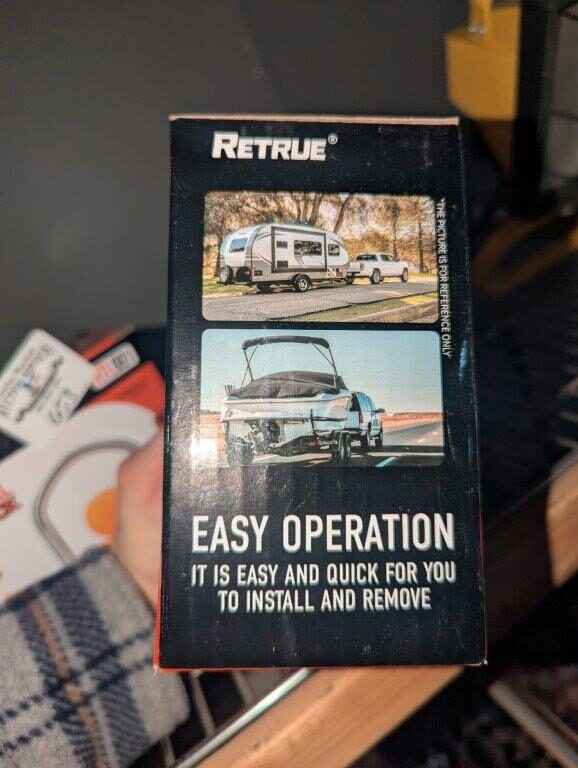 RETRUE®
THE PICTURE IS FOR REFERENCE ONLY
EASY OPERATION
IT IS EASY AND QUICK FOR YOU
TO INSTALL AND REMOVE